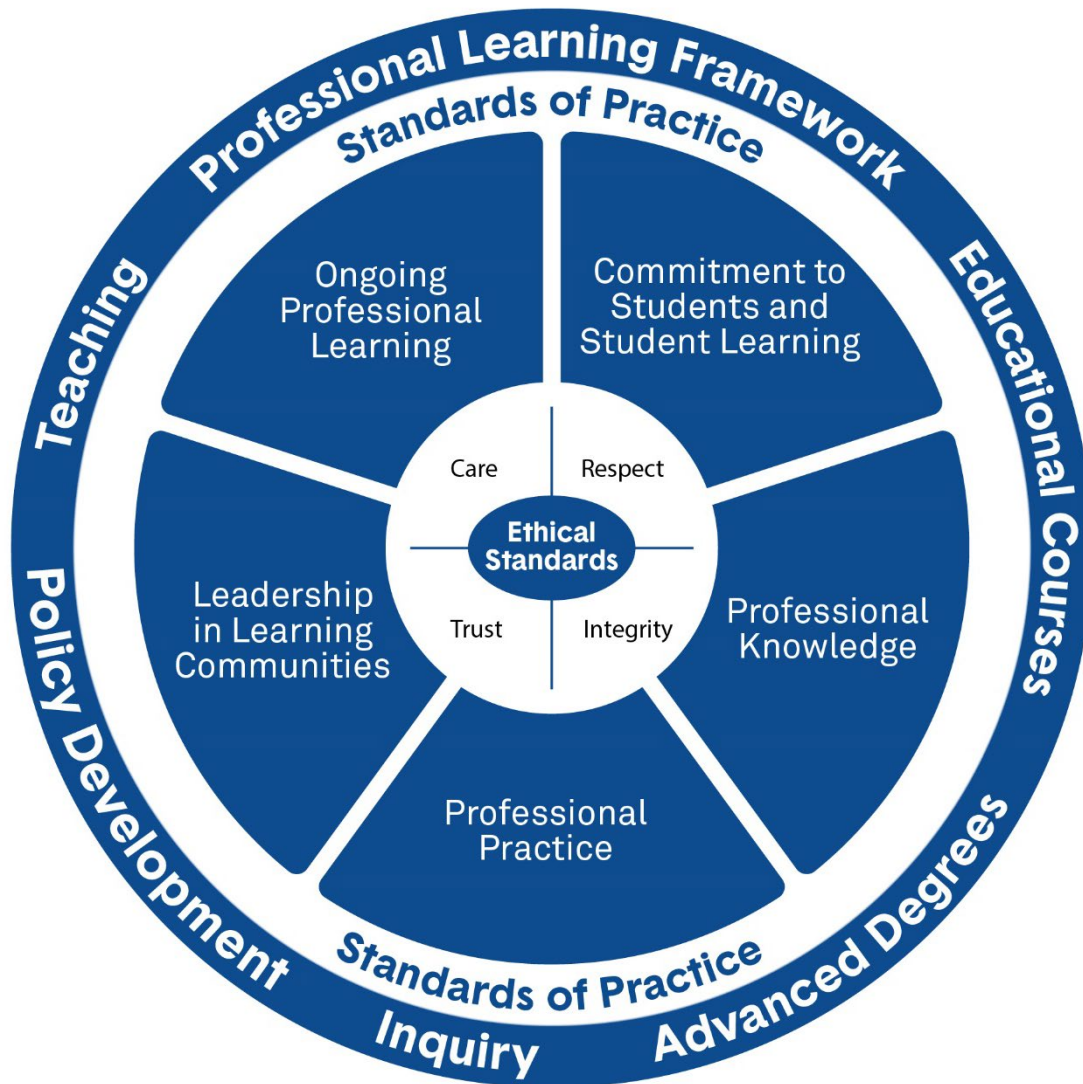 Professional Learning Framework
Educational Courses
Advanced Degrees
Inquiry
Policy Development
Teaching
Standards of Practice
Ongoing
Professional
Learning
Commitment to
Students and
Student Learning
Professional
Knowledge
Professional
Practice
Leadership
in Learning
Communities
Care
Respect
Ethical
Standards
Trust
Integrity
Standards of Practice